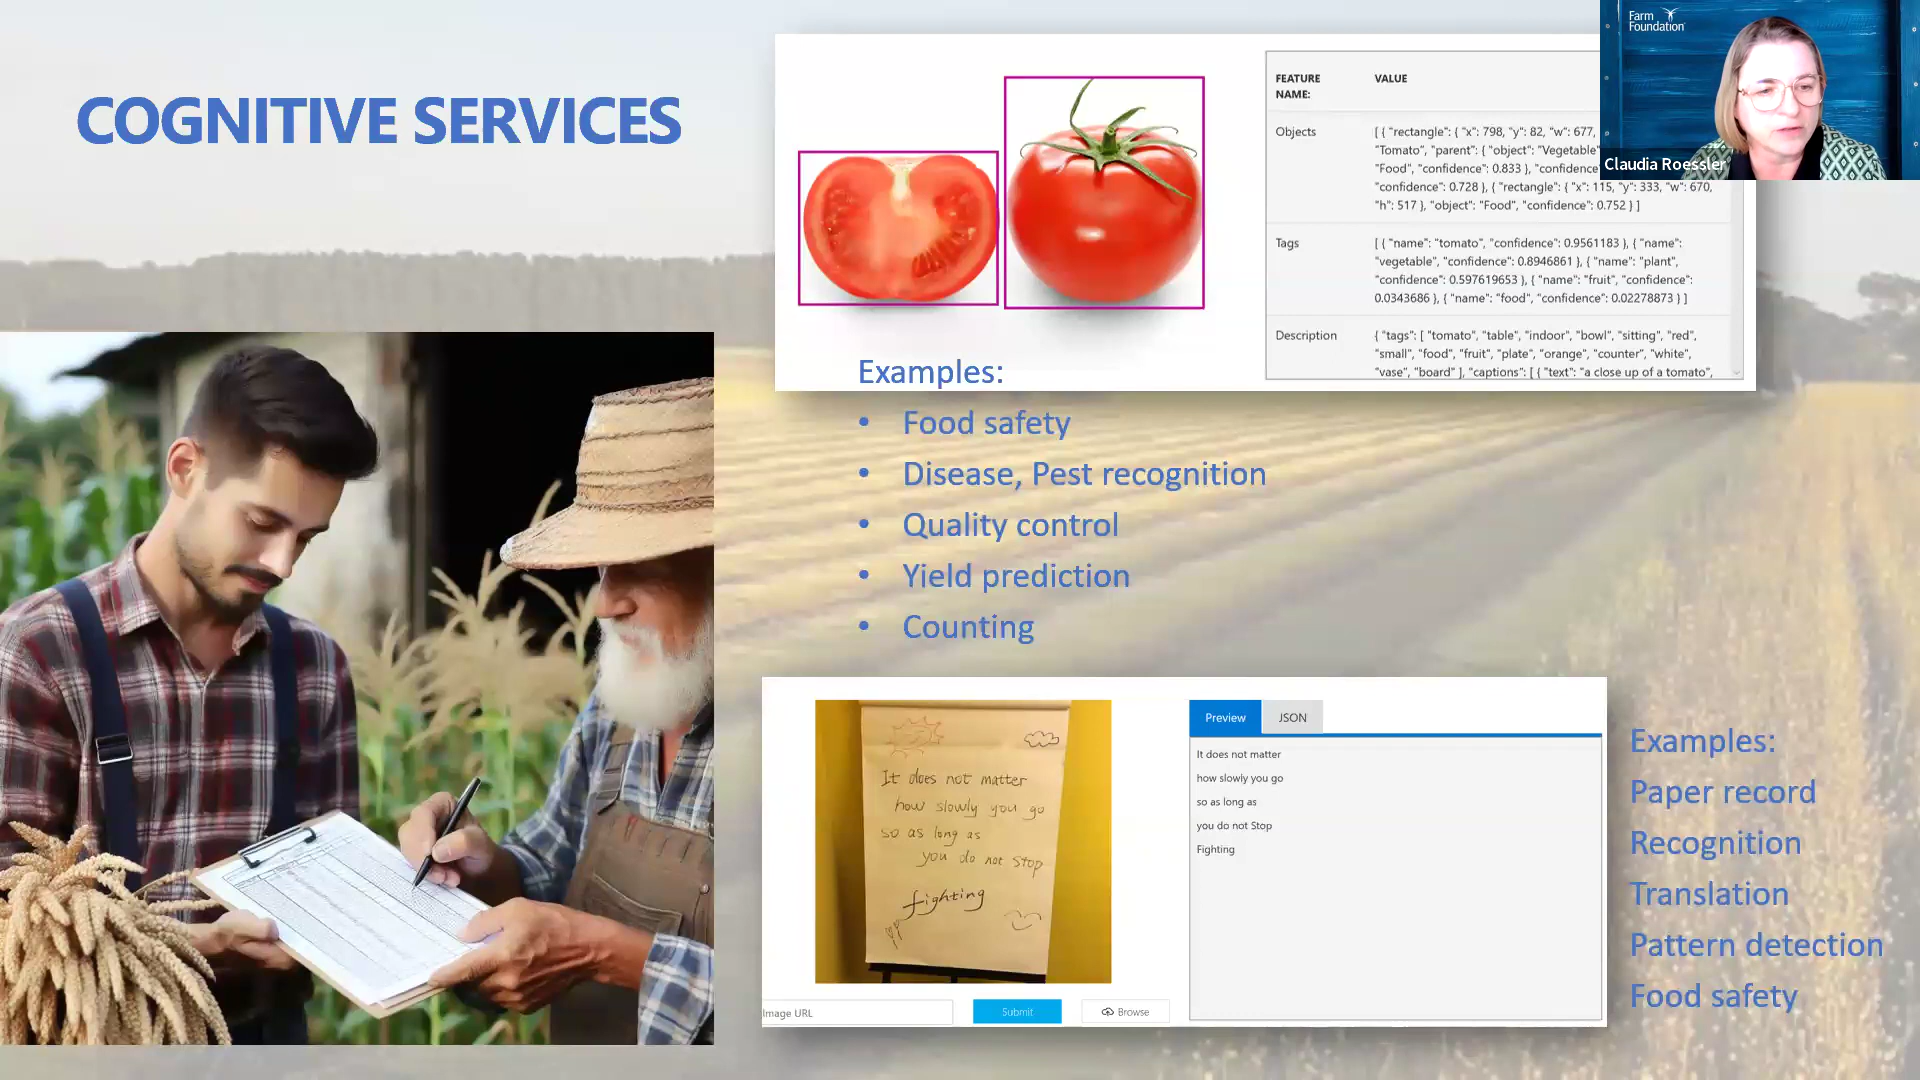 COGNITIVE SERVICES
Farm
Foundation
Claudia Roessler
FEATURE
NAME:
VALUE
Objects
[ { "rectangle": { "x": 798, "y": 82, "w": 677,
"Tomato", "parent": { "object": "Vegetable"
"Food", "confidence": 0.833 }, "confidence
"confidence": 0.728 }, { "rectangle": { "x": 115, "y": 333, "w": 670,
"h": 517 }, "object": "Food", "confidence": 0.752 } ]
Tags
[ { "name": "tomato", "confidence": 0.9561183 }, { "name":
"vegetable", "confidence": 0.8946861 }, { "name": "plant",
"confidence": 0.597619653 }, { "name": "fruit", "confidence":
0.0343686 }, { "name": "food", "confidence": 0.02278873 } ]
Description
{ "tags": [ "tomato", "table", "indoor", "bowl", "sitting", "red",
"small", "food", "fruit", "plate", "orange", "counter", "white",
"vase", "board" ], "captions": [ { "text": "a close up of a tomato",
Examples:
• Food safety
• Disease, Pest recognition
• Quality control
• Yield prediction
• Counting
It does not matter
how slowly you go
so as long as
you do not stop
fighting
Image URL
Submit
Browse
Preview
JSON
It does not matter
how slowly you go
so as long as
you do not Stop
Fighting
Examples:
Paper record
Recognition
Translation
Pattern detection
Food safety